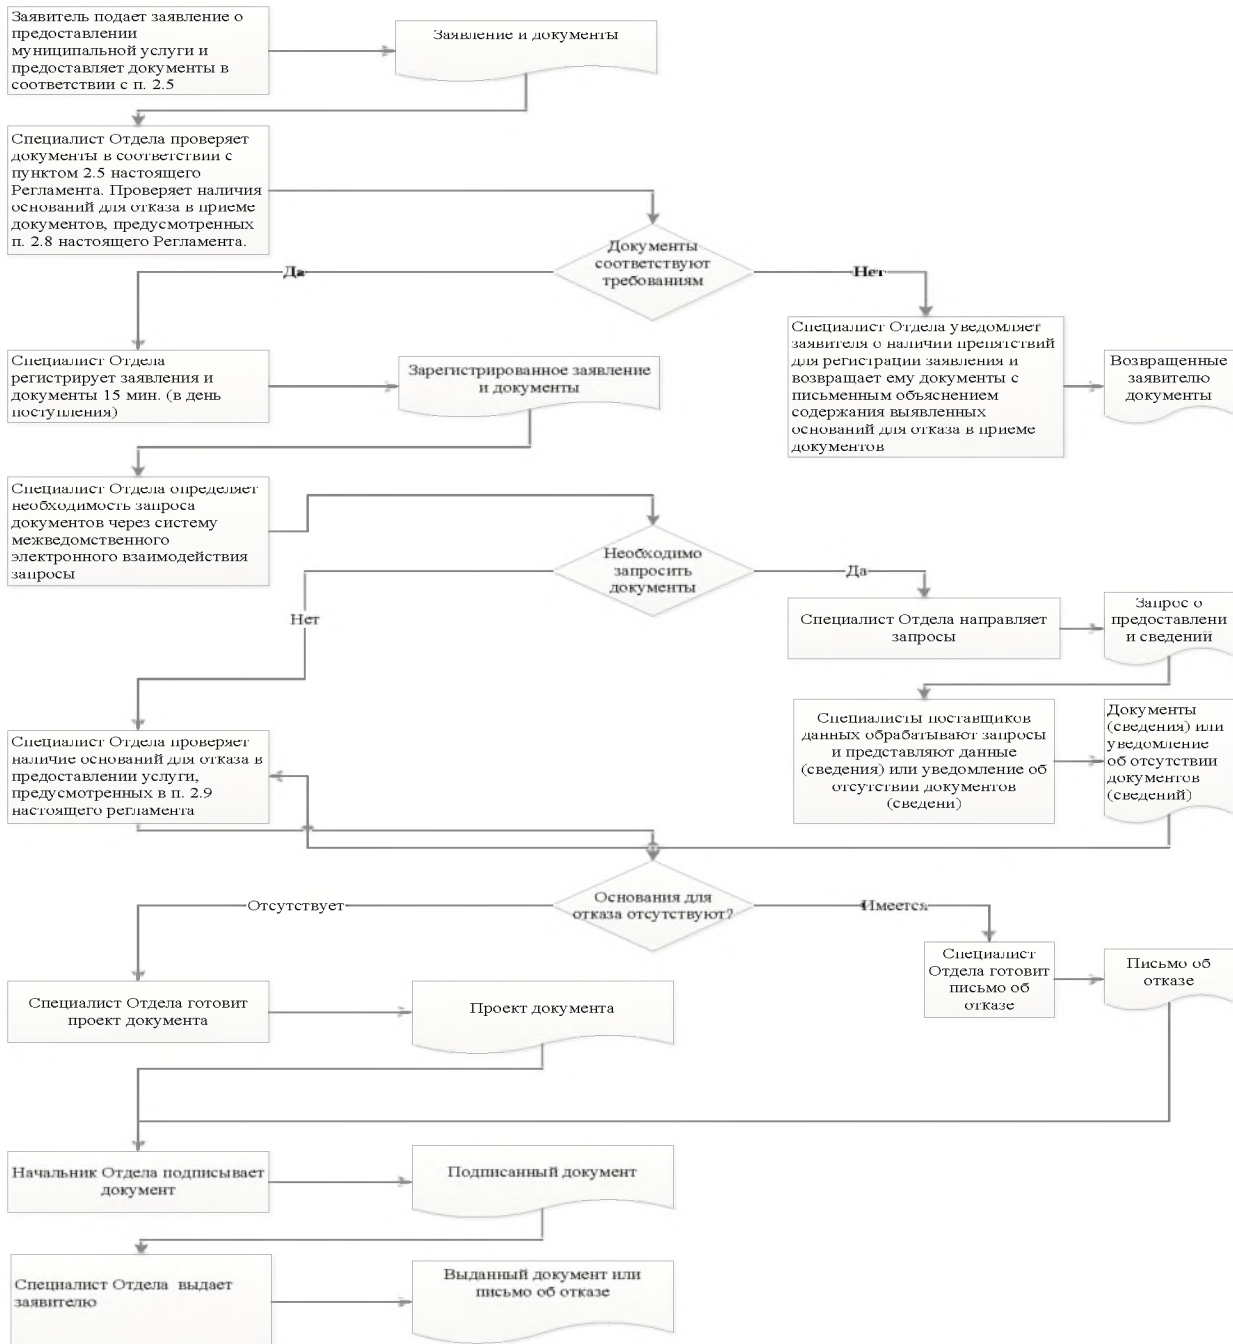 Заявитель подает заявление о
предоставлении
муниципальной услуги и
предоставляет документы в
соответствии с п. 2.5
Заявление и документы
Специалист Отдела проверяет
документы в соответствии с
пунктом 2.5 настоящего
Регламента. Проверяет наличия
оснований для отказа в приеме
документов, предусмотренных
п. 2.8 настоящего Регламента.
Документы
соответствуют
требованиям
Да
Нет
Специалист Отдела
регистрирует заявления и
документы 15 мин. (в день
поступления)
Зарегистрированное заявление
и документы
Специалист Отдела уведомляет
заявителя о наличии препятствий
для регистрации заявления и
возвращает ему документы с
письменным объяснением
содержания выявленных
оснований для отказа в приеме
документов
Возвращенные
заявителю
документы
Специалист Отдела определяет
необходимость запроса
документов через систему
межведомственного
электронного взаимодействия
запросы
Необходимо
запросить
документы
Да
Нет
Специалист Отдела направляет
запросы
Запрос о
предоставлени
и сведений
Специалисты поставщиков
данных обрабатывают запросы
и представляют данные
(сведения) или уведомление об
отсутствии документов
(сведени)
Документы
(сведения) или
уведомление
об отсутствии
документов
(сведений)
Специалист Отдела проверяет
наличие оснований для отказа в
предоставлении услуги,
предусмотренных в п. 2.9
настоящего регламента
Основания для
отказа отсутствуют?
Отсутствует
Имеется
Специалист
Отдела готовит
письмо об
отказе
Письмо об
отказе
Специалист Отдела готовит
проект документа
Проект документа
Начальник Отдела подписывает
документ
Подписанный документ
Специалист Отдела выдает
заявителю
Выданный документ или
письмо об отказе